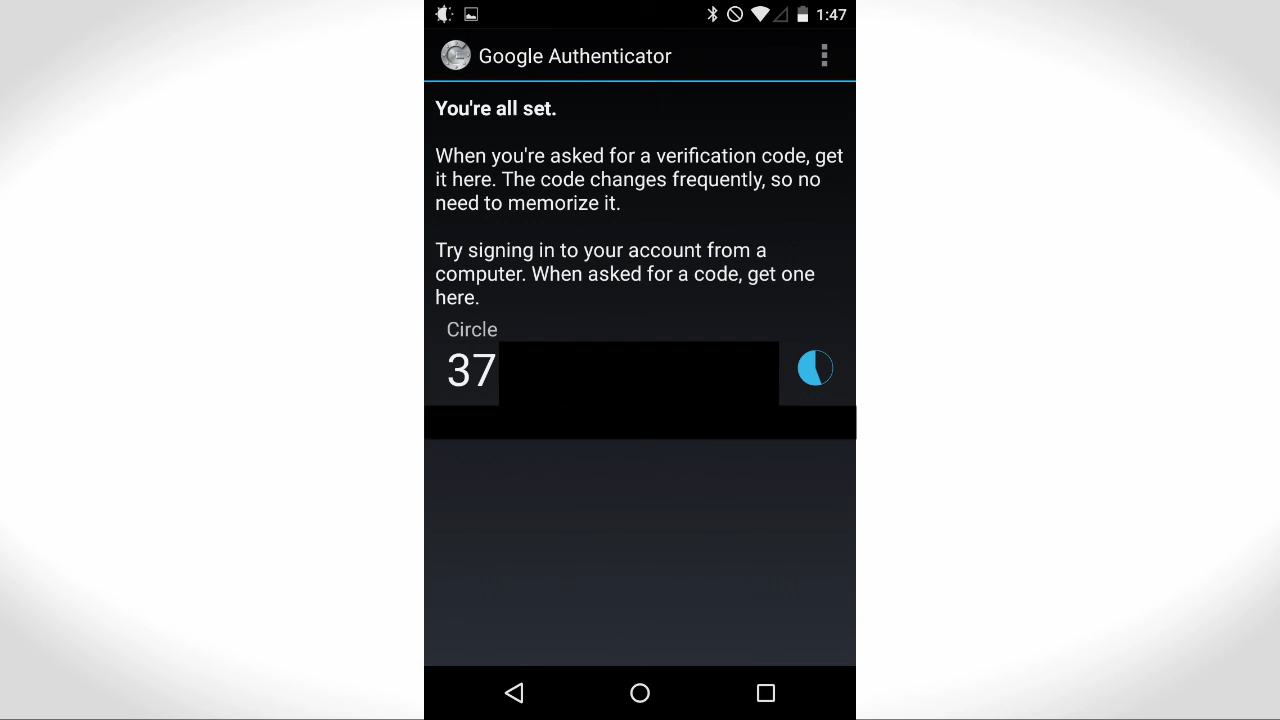 1:47
Google Authenticator
You're all set.
When you're asked for a verification code, get
it here. The code changes frequently, so no
need to memorize it.
Try signing in to your account from a
computer. When asked for a code, get one
here.
Circle
37